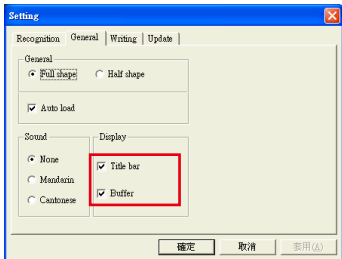 Setting
Recognition General Writing Update
General
Full shape Half shape
Auto load
Sound Display
None Title bar
Mandarin Buffer
Cantonese
確定 取消 套用(A)